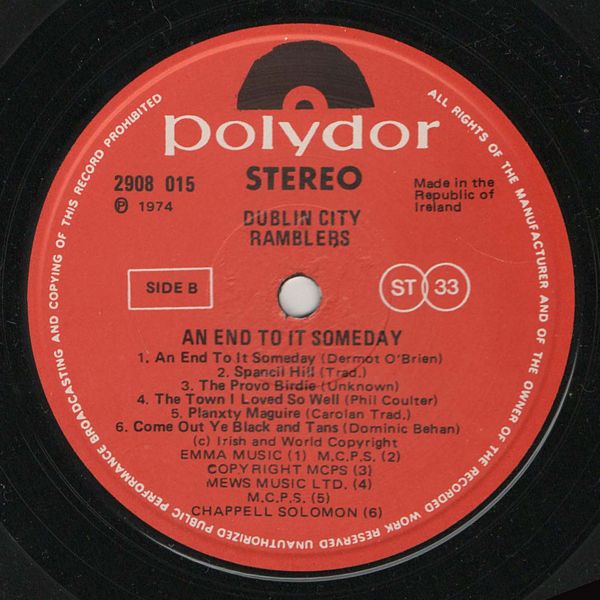 polydor
2908 015
STEREO
Made in the
Republic of
Ireland
℗ 1974
DUBLIN CITY
RAMBLERS
SIDE B
ST 33
AN END TO IT SOMEDAY
1. An End To It Someday (Dermot O'Brien)
2. Spancil Hill (Trad.)
3. The Provo Birdie (Unknown)
4. The Town I Loved So Well (Phil Coulter)
5. Planxty Maguire (Carolan Trad.)
6. Come Out Ye Black and Tans (Dominic Behan)
(c) Irish and World Copyright
EMMA MUSIC (1) M.C.P.S. (2)
COPYRIGHT MCPS (3)
MEWS MUSIC LTD. (4)
M.C.P.S. (5)
CHAPPELL SOLOMON (6)
ALL RIGHTS OF THE MANUFACTURER AND OF THE OWNER OF THE RECORDED WORK RESERVED UNAUTHORIZED PUBLIC PERFORMANCE BROADCASTING AND COPYING OF THIS RECORD PROHIBITED